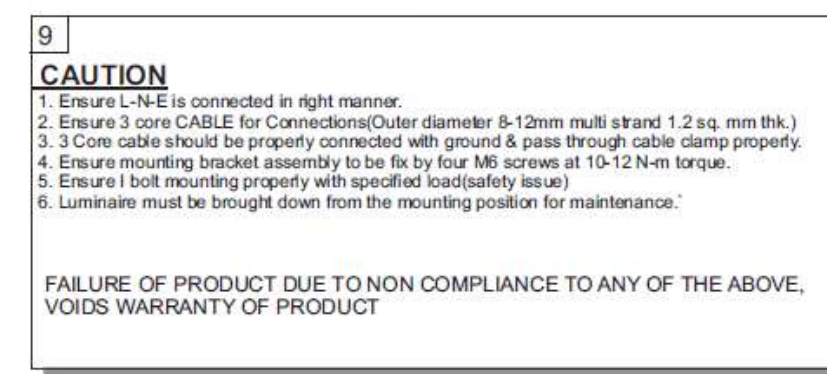 9
CAUTION
1. Ensure L-N-E is connected in right manner.
2. Ensure 3 core CABLE for Connections(Outer diameter 8-12mm multi strand 1.2 sq. mm thk.)
3. 3 Core cable should be properly connected with ground & pass through cable clamp properly.
4. Ensure mounting bracket assembly to be fix by four M6 screws at 10-12 N-m torque.
5. Ensure I bolt mounting properly with specified load(safety issue)
6. Luminaire must be brought down from the mounting position for maintenance.`
FAILURE OF PRODUCT DUE TO NON COMPLIANCE TO ANY OF THE ABOVE,
VOIDS WARRANTY OF PRODUCT